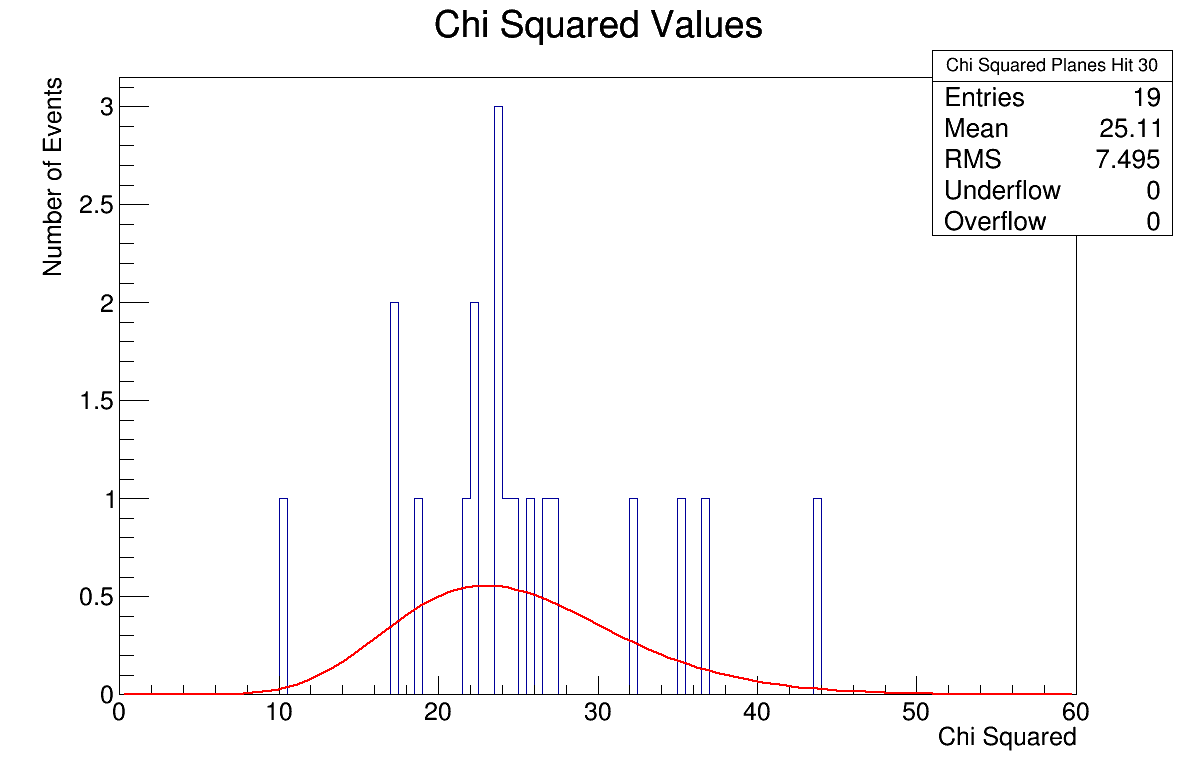 Chi Squared Values
Chi Squared Planes Hit 30
Entries 19
Mean 25.11
RMS 7.495
Underflow 0
Overflow 0
Number of Events
3
2.5
2
1.5
1
0.5
0
0 10 20 30 40 50 60
Chi Squared